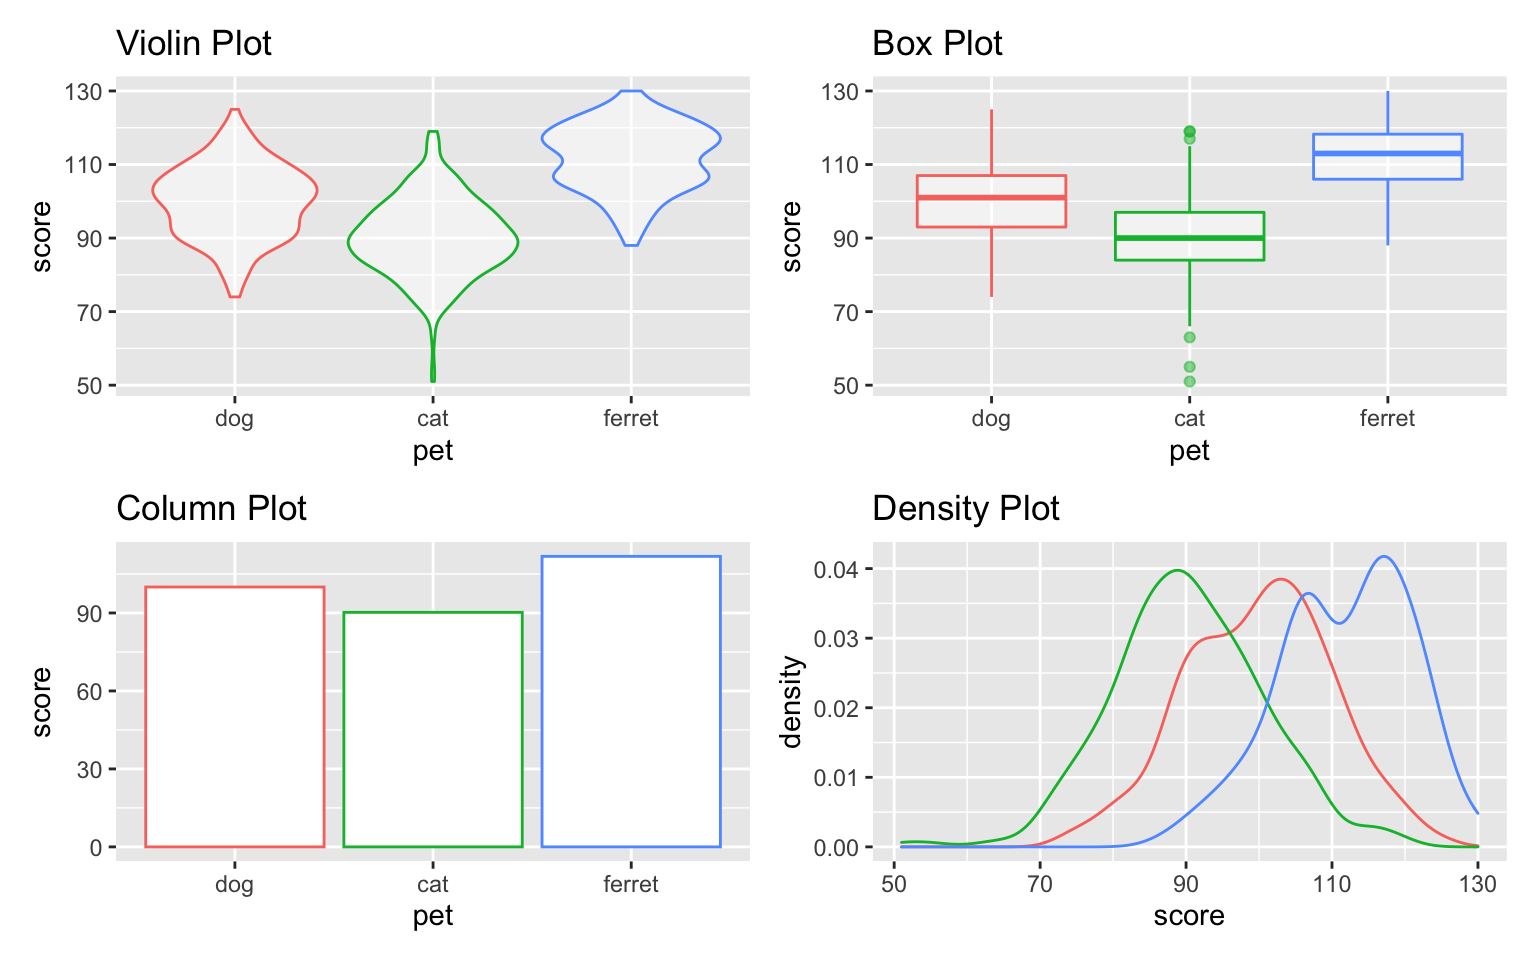 Violin Plot
score
130
110
90
70
50
dog cat ferret
pet
Box Plot
score
130
110
90
70
50
dog cat ferret
pet
Column Plot
score
90
60
30
0
dog cat ferret
pet
Density Plot
density
0.04
0.03
0.02
0.01
0.00
50 70 90 110 130
score